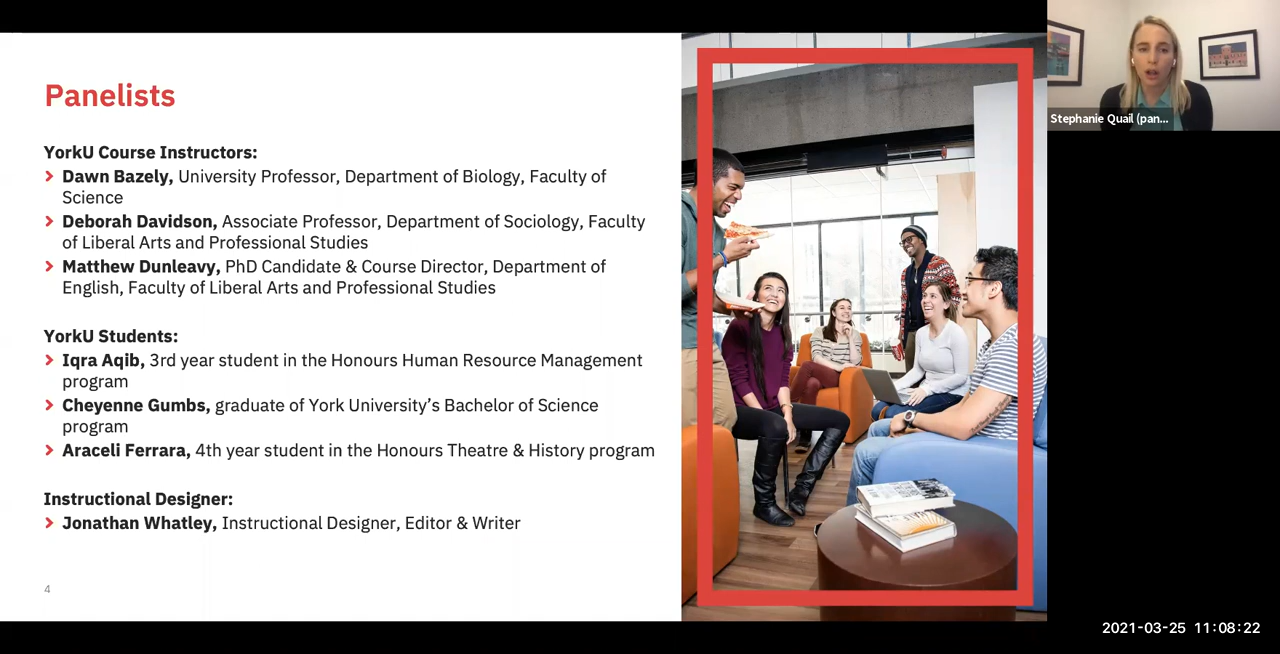 Panelists
YorkU Course Instructors:
Dawn Bazely, University Professor, Department of Biology, Faculty of
Science
Deborah Davidson, Associate Professor, Department of Sociology, Faculty
of Liberal Arts and Professional Studies
Matthew Dunleavy, PhD Candidate & Course Director, Department of
English, Faculty of Liberal Arts and Professional Studies
YorkU Students:
Iqra Aqib, 3rd year student in the Honours Human Resource Management
program
Cheyenne Gumbs, graduate of York University’s Bachelor of Science
program
Araceli Ferrara, 4th year student in the Honours Theatre & History program
Instructional Designer:
Jonathan Whatley, Instructional Designer, Editor & Writer
4
Stephanie Quail (pan...
2021-03-25 11:08:22